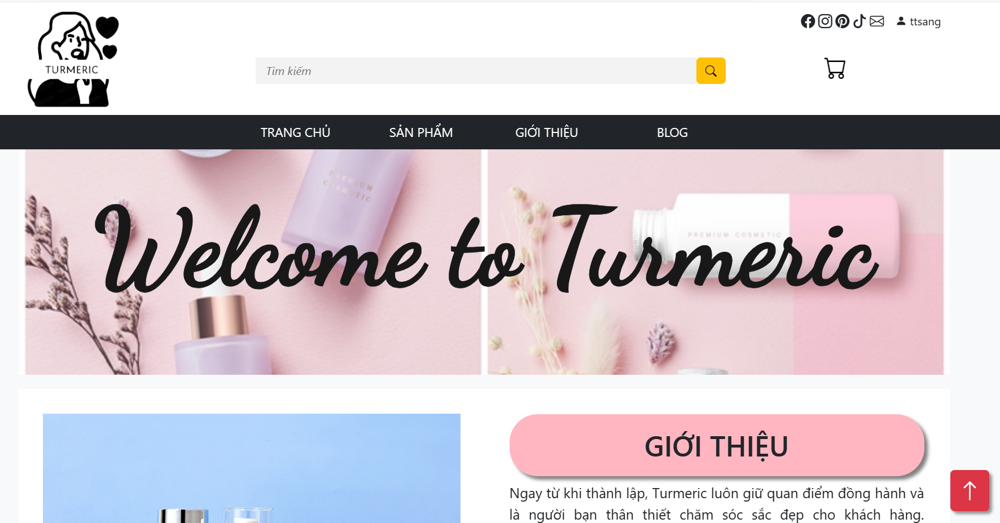 ttsang
TURMERIC
Tìm kiếm
TRANG CHỦ SẢN PHẨM GIỚI THIỆU BLOG
PREMIUM
COSMETIC
PREMIUM COSMETIC
Welcome to Turmeric
GIỚI THIỆU
Ngay từ khi thành lập, Turmeric luôn giữ quan điểm đồng hành và
là người bạn thân thiết chăm sóc sắc đẹp cho khách hàng.